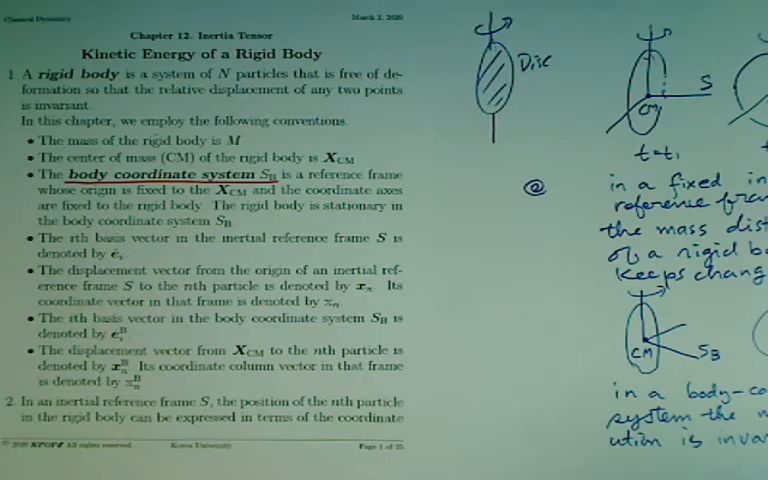 Classical Dynamics
March 2, 2020
Chapter 12. Inertia Tensor
Kinetic Energy of a Rigid Body
1. A rigid body is a system of N particles that is free of de-
formation so that the relative displacement of any two points
is invariant.
In this chapter, we employ the following conventions.
• The mass of the rigid body is M
• The center of mass (CM) of the rigid body is X_CM
• The body coordinate system S_B is a reference frame
whose origin is fixed to the X_CM and the coordinate axes
are fixed to the rigid body. The rigid body is stationary in
the body coordinate system S_B
• The ith basis vector in the inertial reference frame S is
denoted by ê_i
• The displacement vector from the origin of an inertial ref-
erence frame S to the nth particle is denoted by x_n. Its
coordinate vector in that frame is denoted by 𝕩_n
• The ith basis vector in the body coordinate system S_B is
denoted by ê_i^B
• The displacement vector from X_CM to the nth particle is
denoted by x_n^B Its coordinate column vector in that frame
is denoted by 𝕩_n^B
2. In an inertial reference frame S, the position of the nth particle
in the rigid body can be expressed in terms of the coordinate
© 2020 KPOPE All rights reserved.
Korea University
Page 1 of 25
Disc
@
S
CM
t=t₁
in a fixed in
reference fra
the mass dist
of a rigid b
keeps chang
CM
S_B
in a body-co
system the m
ution is inva